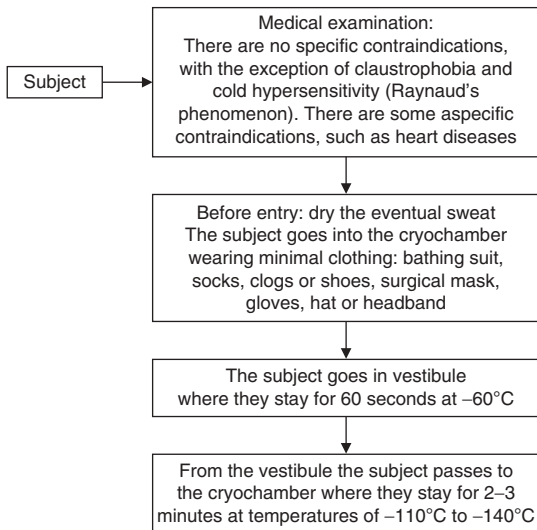 Subject
Medical examination:
There are no specific contraindications,
with the exception of claustrophobia and
cold hypersensitivity (Raynaud's
phenomenon). There are some aspecific
contraindications, such as heart diseases
Before entry: dry the eventual sweat
The subject goes into the cryochamber
wearing minimal clothing: bathing suit,
socks, clogs or shoes, surgical mask,
gloves, hat or headband
The subject goes in vestibule
where they stay for 60 seconds at –60°C
From the vestibule the subject passes to
the cryochamber where they stay for 2–3
minutes at temperatures of –110°C to –140°C